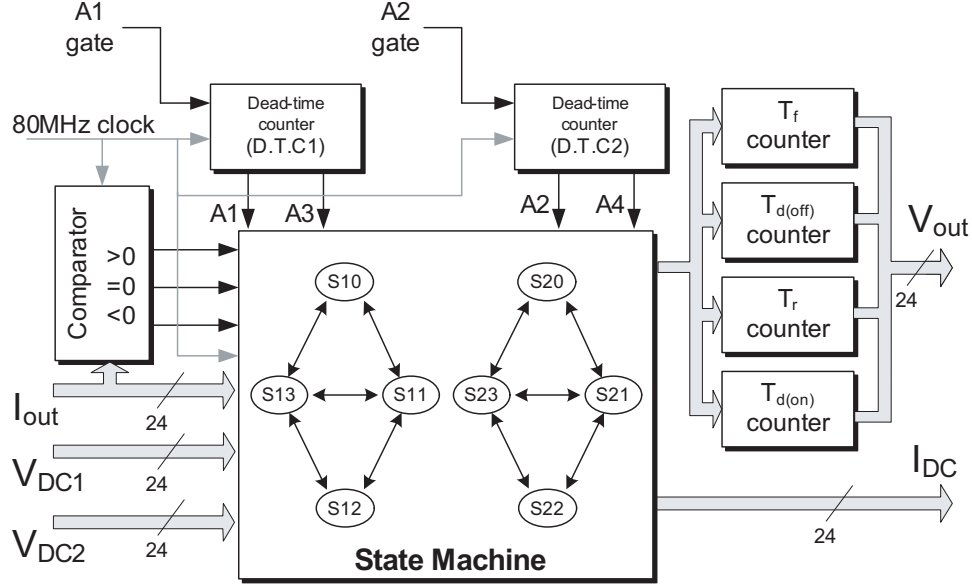 A1
gate
A2
gate
80MHz clock
Dead-time
counter
(D.T.C1)
Dead-time
counter
(D.T.C2)
A1
A3
A2
A4
Comparator
>0
=0
<0
Iout
24
VDC1
24
VDC2
24
S10
S13
S11
S12
S20
S23
S21
S22
State Machine
Tf
counter
Td(off)
counter
Tr
counter
Td(on)
counter
Vout
24
IDC
24